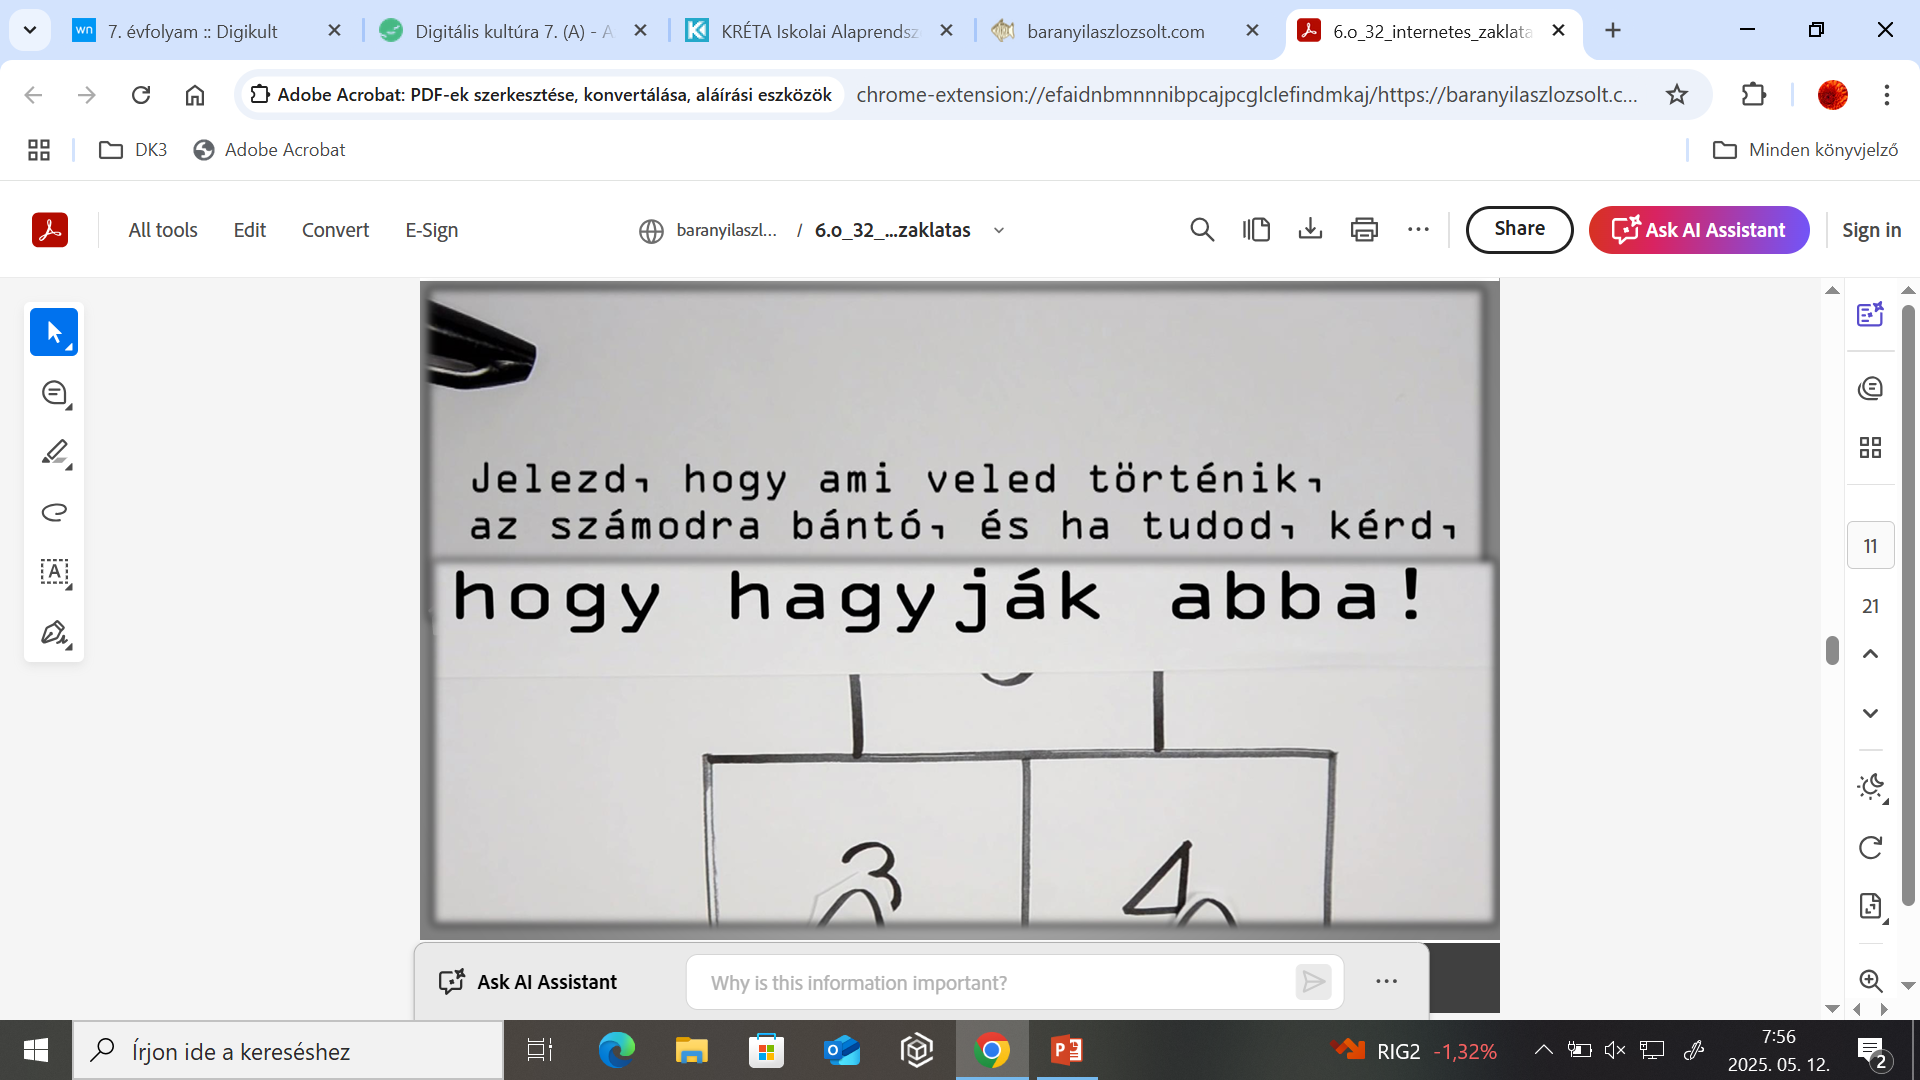 7. évfolyam :: Digikult
Digitális kultúra 7. (A) - A
KRÉTA Iskolai Alaprendsz
baranyilaszlozsolt.com
6.o_32_internetes_zaklata
Adobe Acrobat: PDF-ek szerkesztése, konvertálása, aláírási eszközök
chrome-extension://efaidnbmnnnibpcajpcglclefindmkaj/https://baranyilaszlozsolt.c...
DK3
Adobe Acrobat
Minden könyvjelző
All tools
Edit
Convert
E-Sign
baranyilaszl...
/
6.o_32_...zaklatas
Share
Ask AI Assistant
Sign in
Jelezd, hogy ami veled történik,
az számodra bántó, és ha tudod, kérd,
hogy hagyják abba!
3
4
11
21
Ask AI Assistant
Why is this information important?
Írjon ide a kereséshez
RIG2 -1,32%
7:56
2025. 05. 12.
2